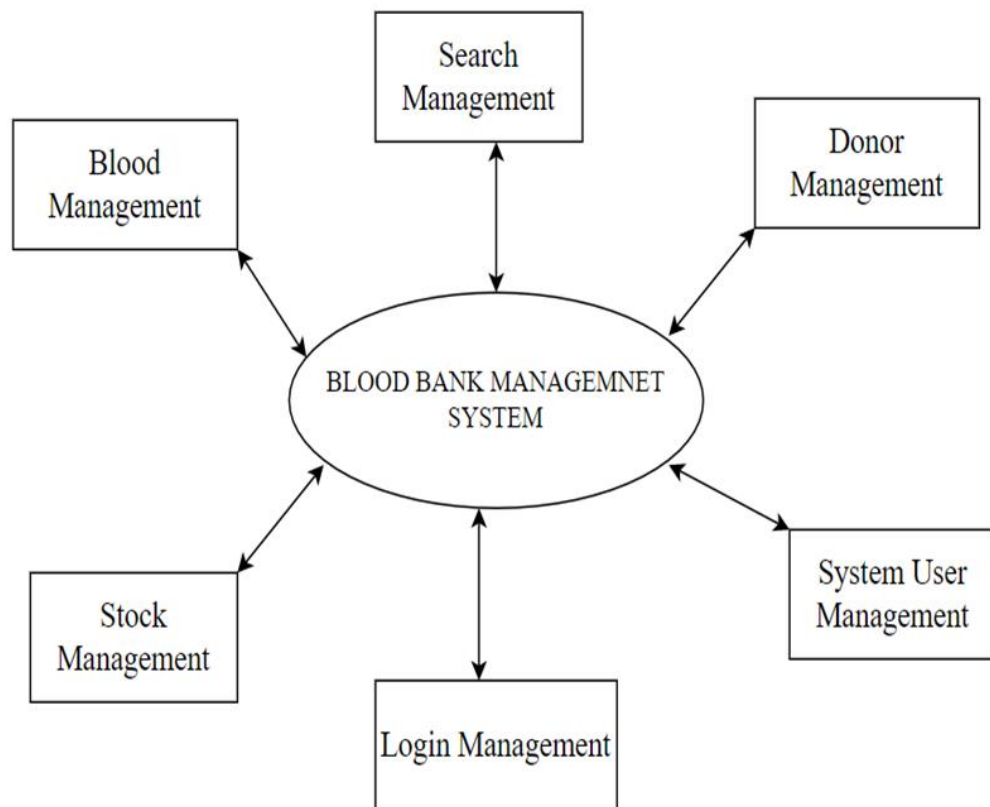 Search
Management
Blood
Management
Donor
Management
BLOOD BANK MANAGEMNET
SYSTEM
Stock
Management
System User
Management
Login Management